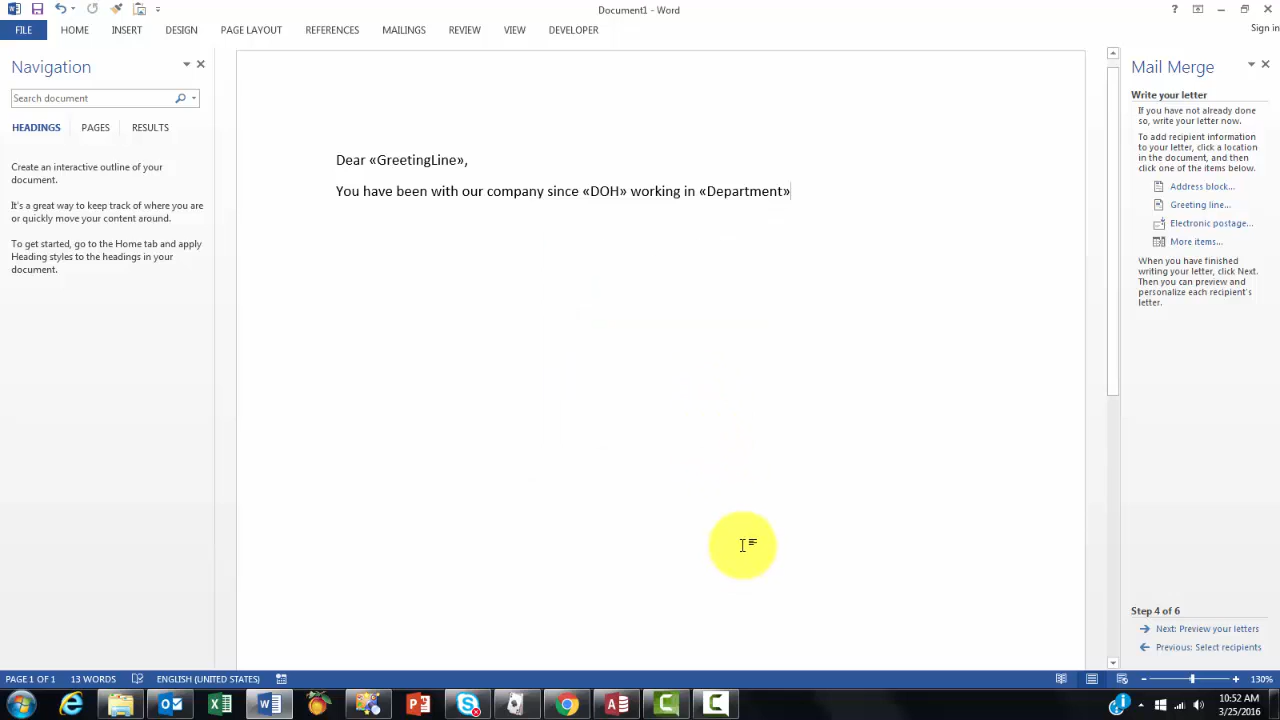 Document1 - Word
FILE
HOME
INSERT
DESIGN
PAGE LAYOUT
REFERENCES
MAILINGS
REVIEW
VIEW
DEVELOPER
Sign in
Navigation
Search document
HEADINGS
PAGES
RESULTS
Create an interactive outline of your
document.
It's a great way to keep track of where you are
or quickly move your content around.
To get started, go to the Home tab and apply
Heading styles to the headings in your
document.
Dear «GreetingLine»,
You have been with our company since «DOH» working in «Department»
Mail Merge
Write your letter
If you have not already done
so, write your letter now.
To add recipient information
to your letter, click a location
in the document, and then
click one of the items below.
Address block...
Greeting line...
Electronic postage...
More items...
When you have finished
writing your letter, click Next.
Then you can preview and
personalize each recipient's
letter.
Step 4 of 6
Next: Preview your letters
Previous: Select recipients
PAGE 1 OF 1
13 WORDS
ENGLISH (UNITED STATES)
130%
10:52 AM
3/25/2016